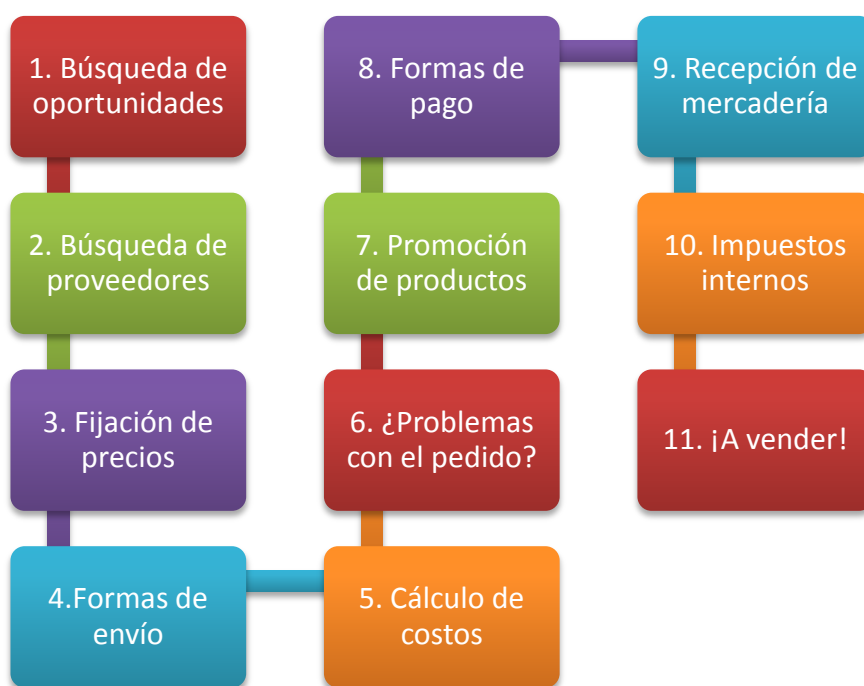 1. Búsqueda de
oportunidades
2. Búsqueda de
proveedores
3. Fijación de
precios
4.Formas de
envío
5. Cálculo de
costos
6. ¿Problemas
con el pedido?
7. Promoción
de productos
8. Formas de
pago
9. Recepción de
mercadería
10. Impuestos
internos
11. ¡A vender!